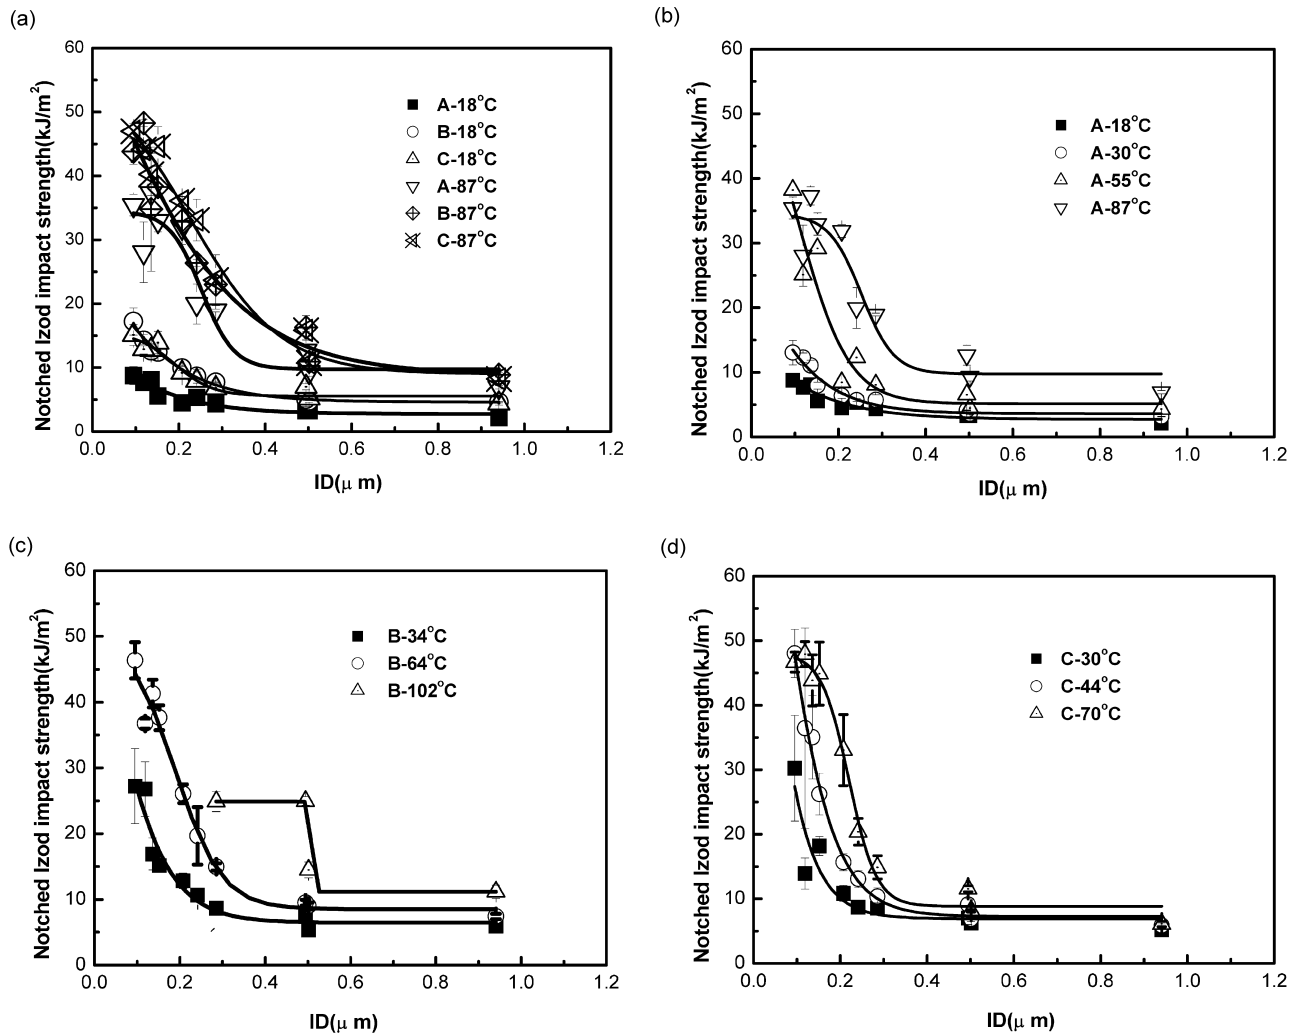 (a)
Notched Izod impact strength(kJ/m²)
60
50
40
30
20
10
0
0.0 0.2 0.4 0.6 0.8 1.0 1.2
ID(μ m)
A-18°C
B-18°C
C-18°C
A-87°C
B-87°C
C-87°C
(b)
Notched Izod impact strength(kJ/m²)
60
50
40
30
20
10
0
0.0 0.2 0.4 0.6 0.8 1.0 1.2
ID(μ m)
A-18°C
A-30°C
A-55°C
A-87°C
(c)
Notched Izod impact strength(kJ/m²)
60
50
40
30
20
10
0
0.0 0.2 0.4 0.6 0.8 1.0 1.2
ID(μ m)
B-34°C
B-64°C
B-102°C
(d)
Notched Izod impact strength(kJ/m²)
60
50
40
30
20
10
0
0.0 0.2 0.4 0.6 0.8 1.0 1.2
ID(μ m)
C-30°C
C-44°C
C-70°C